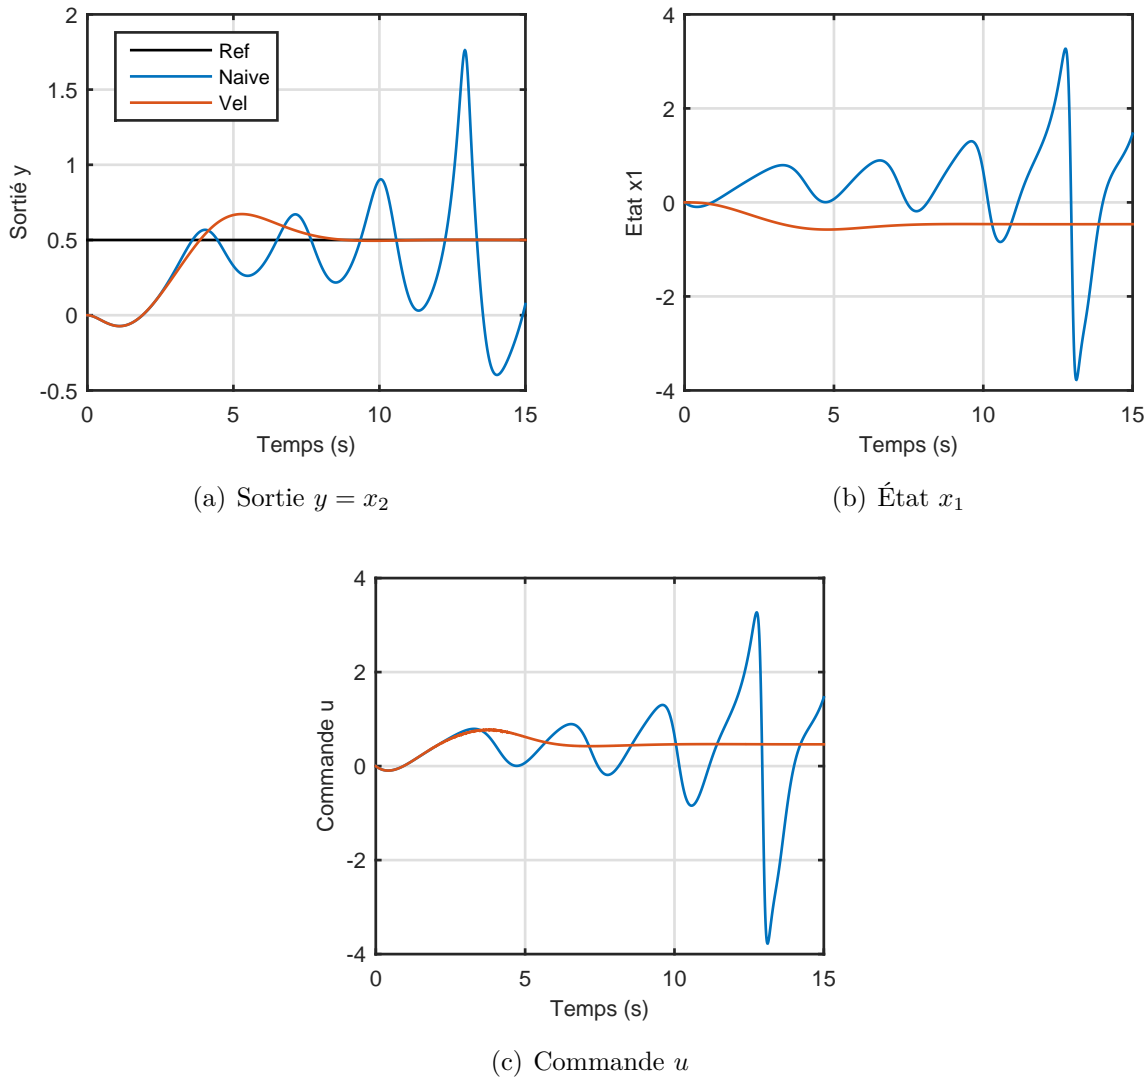 2
1.5
1
0.5
0
-0.5
Sortié y
Ref
Naive
Vel
0 5 10 15
Temps (s)
(a) Sortie y = x₂
4
2
0
-2
-4
Etat x1
0 5 10 15
Temps (s)
(b) État x₁
4
2
0
-2
-4
Commande u
0 5 10 15
Temps (s)
(c) Commande u